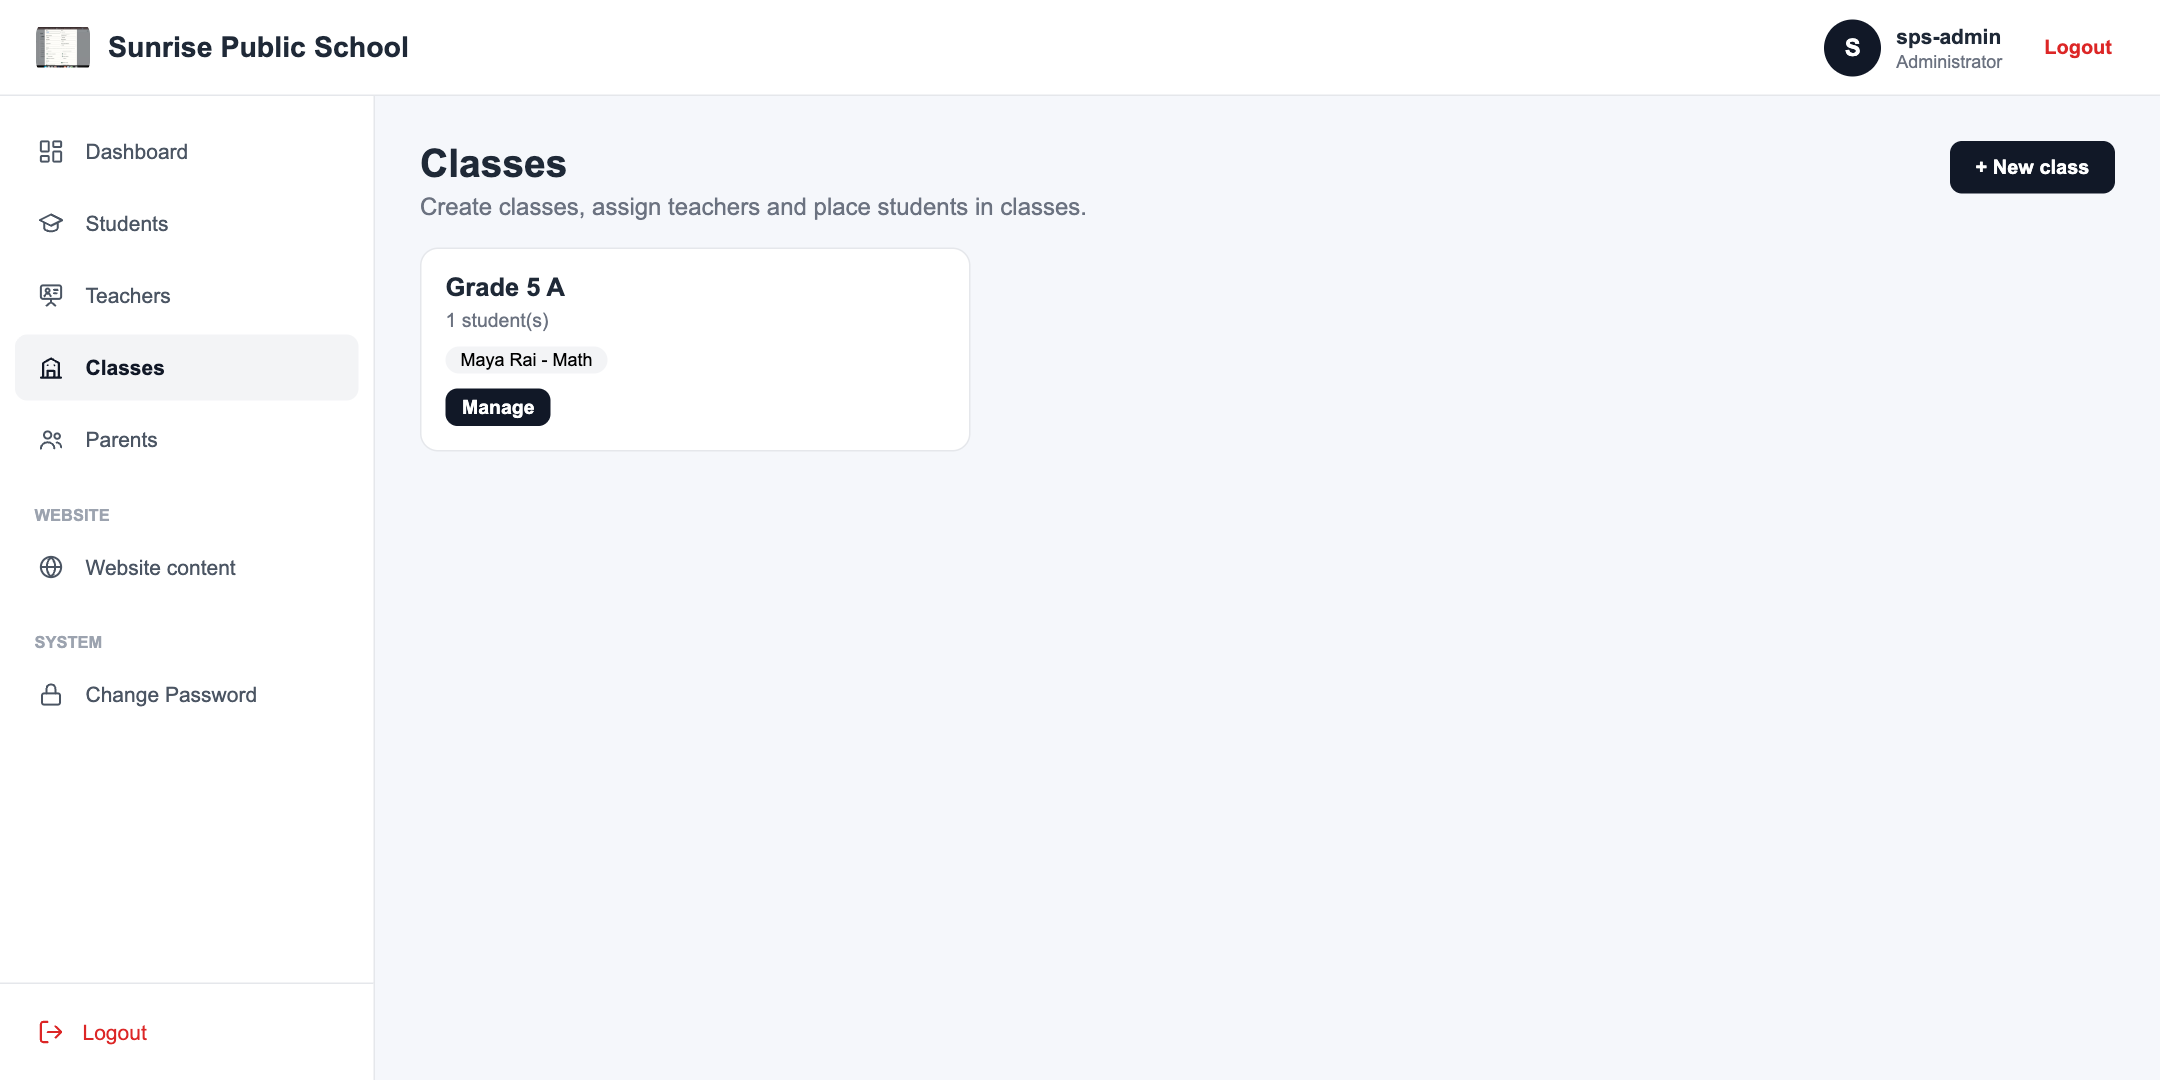 Sunrise Public School
S
sps-admin
Administrator
Logout
Dashboard
Students
Teachers
Classes
Parents
WEBSITE
Website content
SYSTEM
Change Password
Logout
Classes
+ New class
Create classes, assign teachers and place students in classes.
Grade 5 A
1 student(s)
Maya Rai - Math
Manage